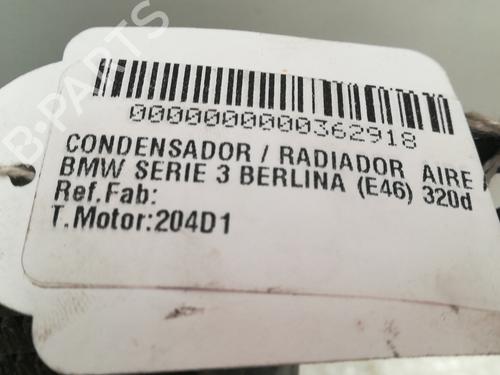 B-PARTS
0000000000362918
CONDENSADOR / RADIADOR AIRE
BMW SERIE 3 BERLINA (E46) 320d
Ref.Fab:
T.Motor:204D1